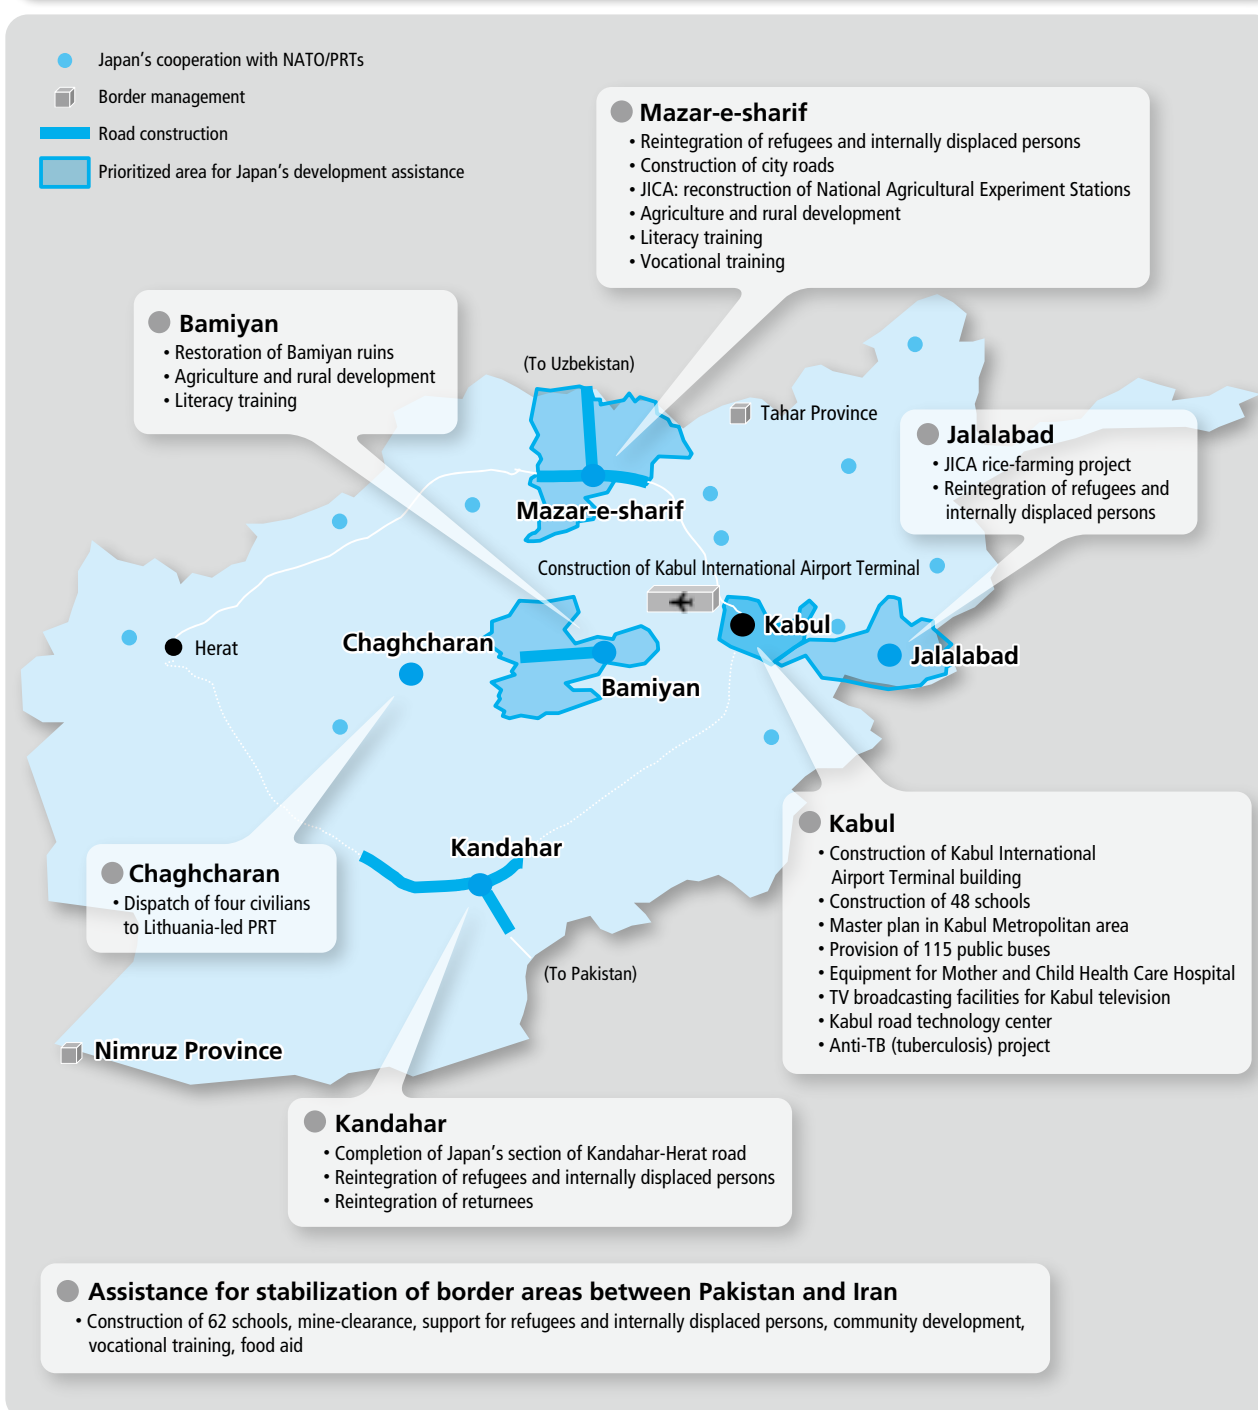 Japan's cooperation with NATO/PRTs
Border management
Road construction
Prioritized area for Japan's development assistance
Mazar-e-sharif
• Reintegration of refugees and internally displaced persons
• Construction of city roads
• JICA: reconstruction of National Agricultural Experiment Stations
• Agriculture and rural development
• Literacy training
• Vocational training
Bamiyan
• Restoration of Bamiyan ruins
• Agriculture and rural development
• Literacy training
(To Uzbekistan)
Tahar Province
Jalalabad
• JICA rice-farming project
• Reintegration of refugees and
internally displaced persons
Mazar-e-sharif
Construction of Kabul International Airport Terminal
Kabul
Herat
Chaghcharan
Jalalabad
Bamiyan
Kandahar
Chaghcharan
• Dispatch of four civilians
to Lithuania-led PRT
Kabul
• Construction of Kabul International
Airport Terminal building
• Construction of 48 schools
• Master plan in Kabul Metropolitan area
• Provision of 115 public buses
• Equipment for Mother and Child Health Care Hospital
• TV broadcasting facilities for Kabul television
• Kabul road technology center
• Anti-TB (tuberculosis) project
(To Pakistan)
Nimruz Province
Kandahar
• Completion of Japan's section of Kandahar-Herat road
• Reintegration of refugees and internally displaced persons
• Reintegration of returnees
Assistance for stabilization of border areas between Pakistan and Iran
• Construction of 62 schools, mine-clearance, support for refugees and internally displaced persons, community development,
vocational training, food aid